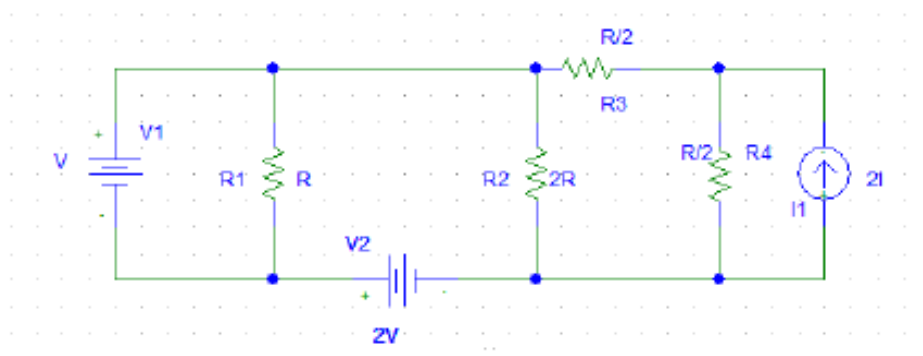 R/2
R3
+ V1
V
R1 R
R2 2R
R/2 R4
2I
I1
-
V2
+ -
2V